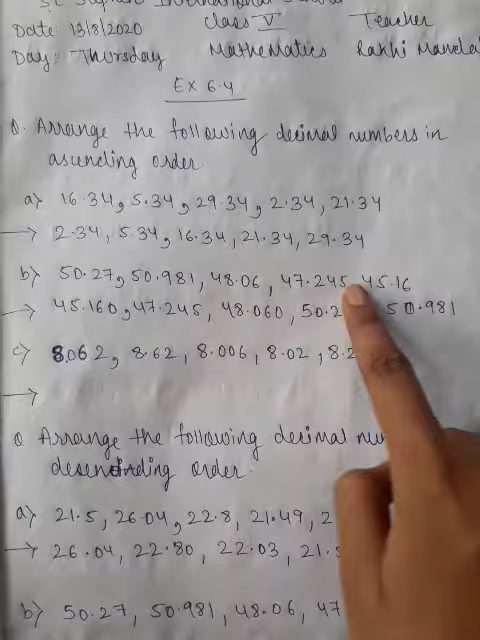 Date 13/8/2020 Class V Teacher
Day: Thursday Mathematics Rakhi
Ex 6.4
Q. Arrange the following decimal numbers in
ascending order.
a) 16.34, 5.34, 29.34, 2.34, 21.34
→ 2.34, 5.34, 16.34, 21.34, 29.34
b) 50.27, 50.981, 48.06, 47.245 45.16
→ 45.160, 47.245, 48.060, 50.2 50.981
c) 8.062, 8.62, 8.006, 8.02, 8.2
→
Q Arrange the following decimal nu
descending order.
a) 21.5, 26.04, 22.8, 21.49, 2
→ 26.04, 22.80, 22.03, 21.5
b) 50.27, 50.981, 48.06, 47